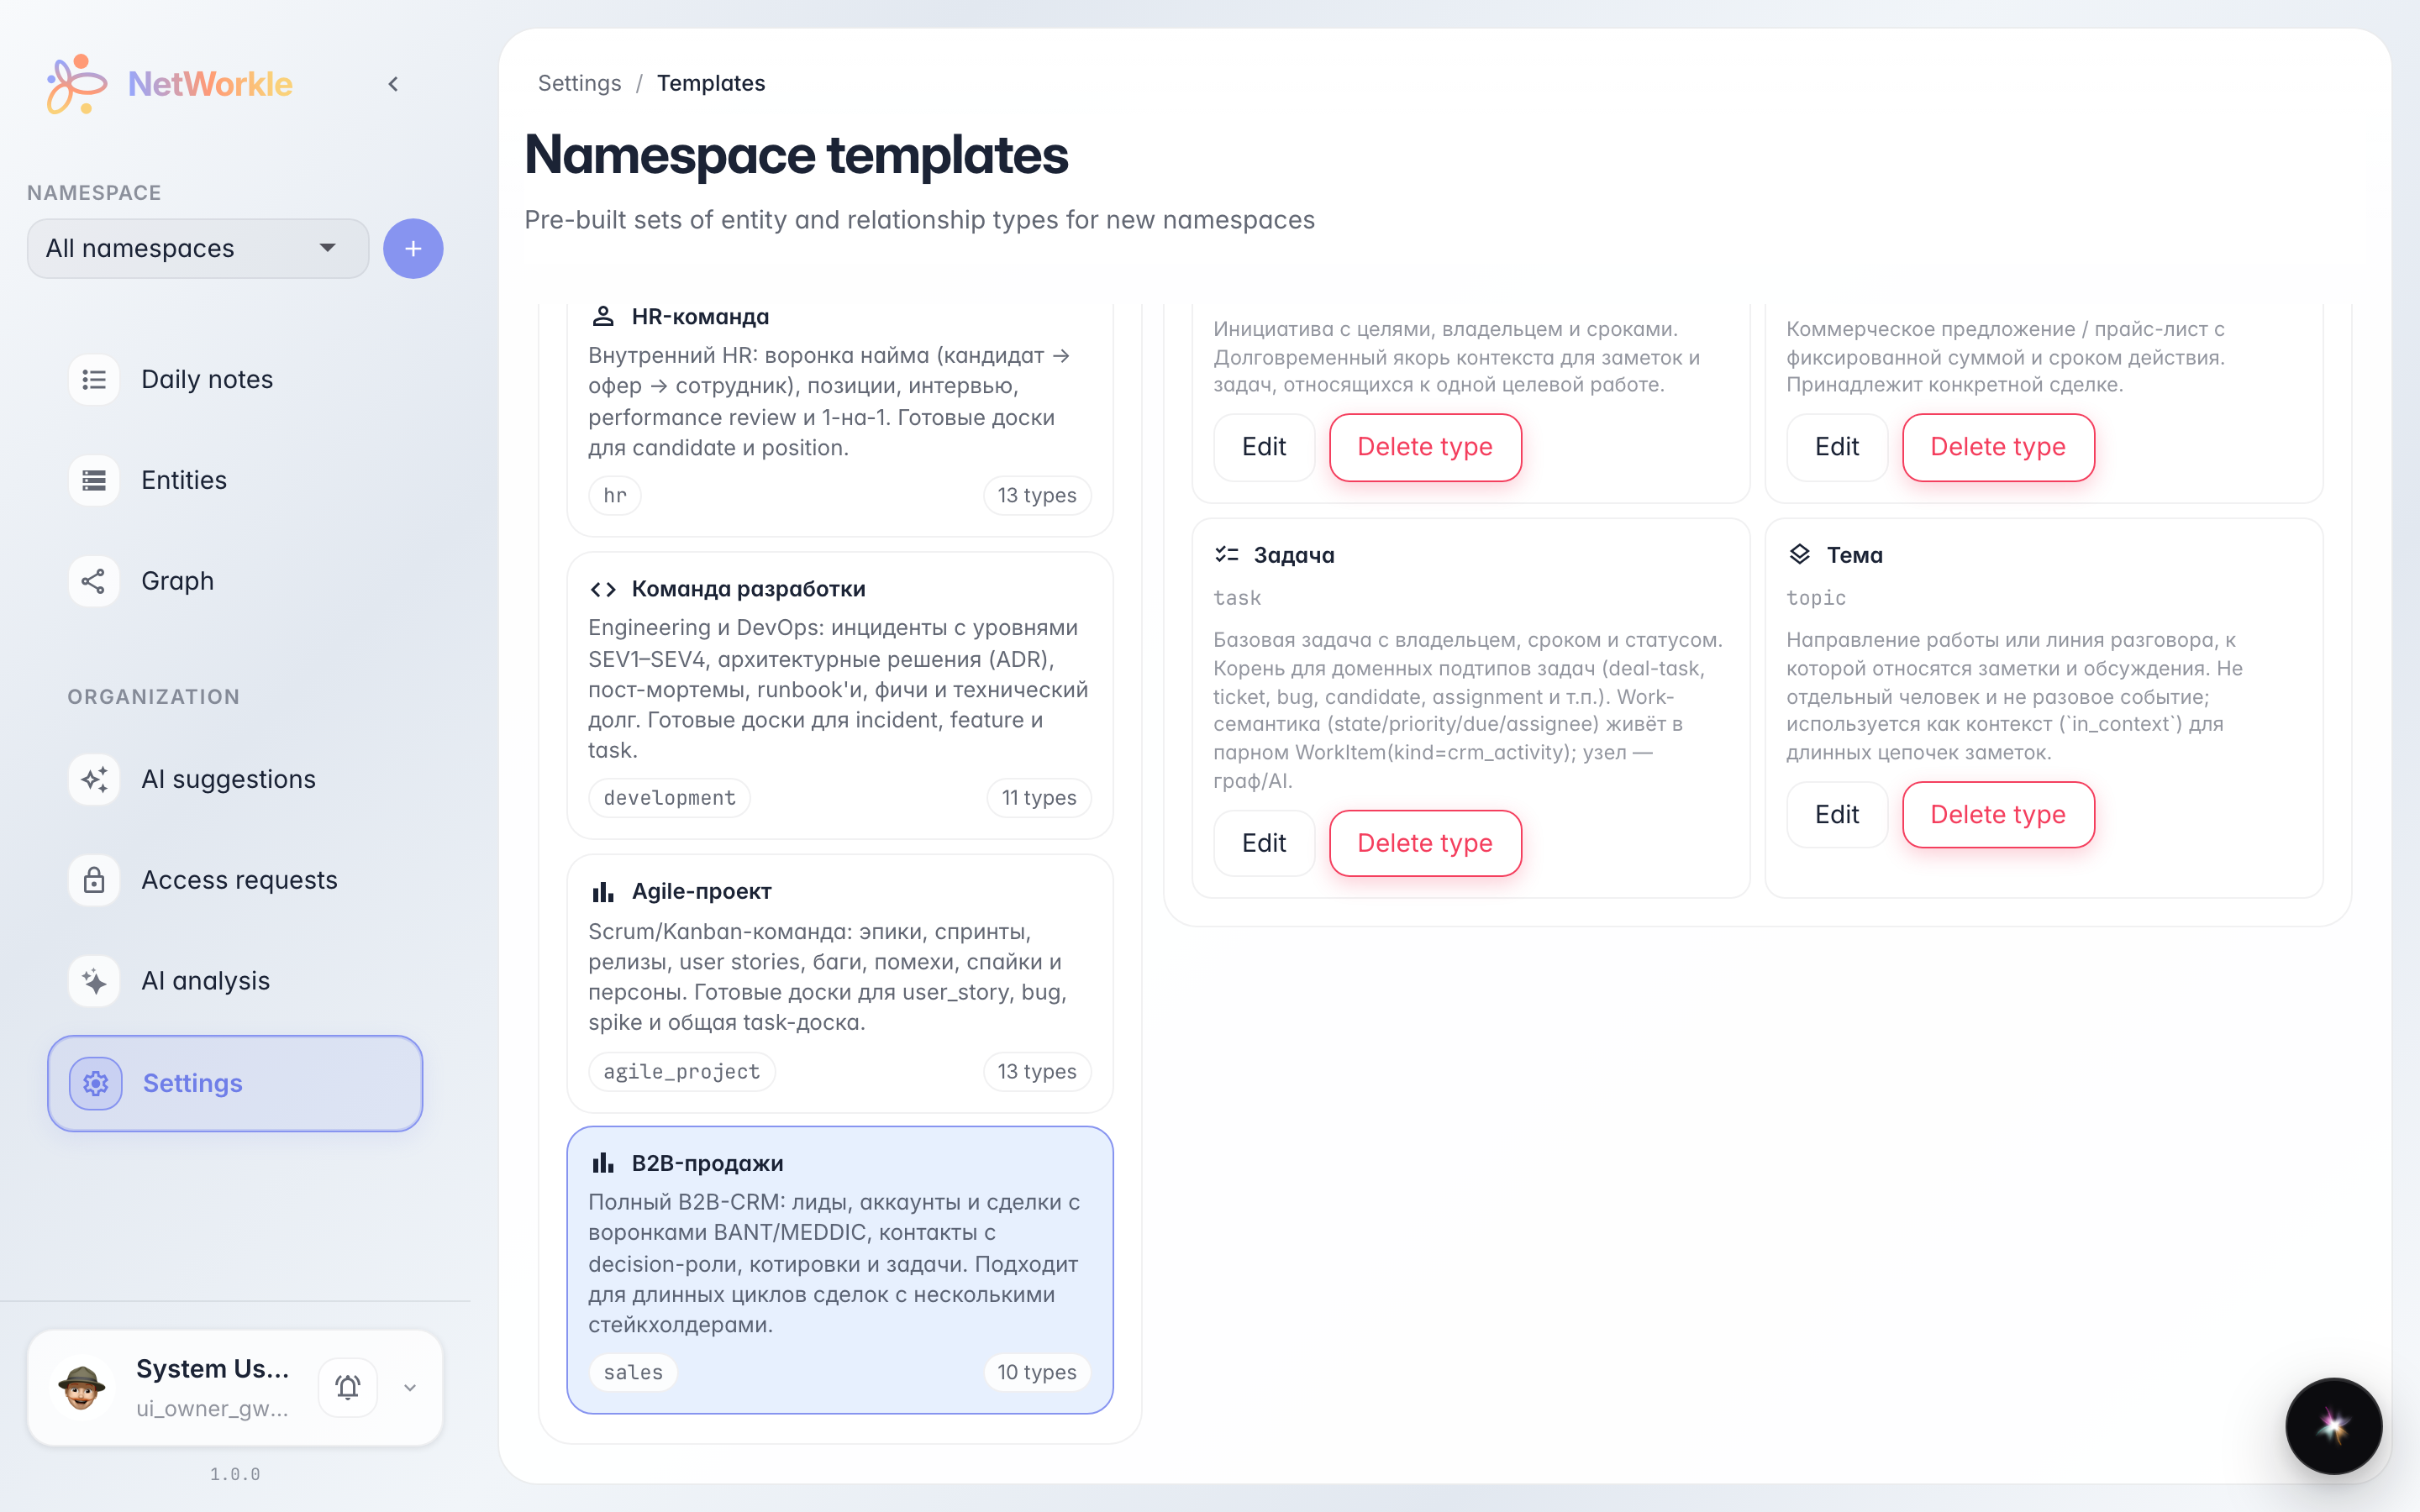 NetWorkle
NAMESPACE
All namespaces
Daily notes
Entities
Graph
ORGANIZATION
AI suggestions
Access requests
AI analysis
Settings
System Us...
ui_owner_gw...
1.0.0
Settings / Templates
Namespace templates
Pre-built sets of entity and relationship types for new namespaces
HR-команда
Внутренний HR: воронка найма (кандидат →
офер → сотрудник), позиции, интервью,
performance review и 1-на-1. Готовые доски
для candidate и position.
hr
13 types
Команда разработки
Engineering и DevOps: инциденты с уровнями
SEV1–SEV4, архитектурные решения (ADR),
пост-мортемы, runbook'и, фичи и технический
долг. Готовые доски для incident, feature и
task.
development
11 types
Agile-проект
Scrum/Kanban-команда: эпики, спринты,
релизы, user stories, баги, помехи, спайки и
персоны. Готовые доски для user_story, bug,
spike и общая task-доска.
agile_project
13 types
B2B-продажи
Полный B2B-CRM: лиды, аккаунты и сделки с
воронками BANT/MEDDIC, контакты с
decision-роли, котировки и задачи. Подходит
для длинных циклов сделок с несколькими
стейкхолдерами.
sales
10 types
Инициатива с целями, владельцем и сроками.
Долговременный якорь контекста для заметок и
задач, относящихся к одной целевой работе.
Edit
Delete type
Коммерческое предложение / прайс-лист с
фиксированной суммой и сроком действия.
Принадлежит конкретной сделке.
Edit
Delete type
Задача
task
Базовая задача с владельцем, сроком и статусом.
Корень для доменных подтипов задач (deal-task,
ticket, bug, candidate, assignment и т.п.). Work-
семантика (state/priority/due/assignee) живёт в
парном WorkItem(kind=crm_activity); узел —
граф/AI.
Edit
Delete type
Тема
topic
Направление работы или линия разговора, к
которой относятся заметки и обсуждения. Не
отдельный человек и не разовое событие;
используется как контекст (`in_context`) для
длинных цепочек заметок.
Edit
Delete type